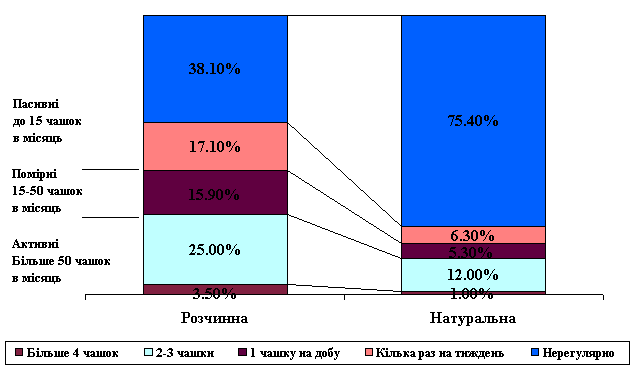 38.10%
75.40%
Пасивні
до 15 чашок
в місяць
17.10%
Помірні
15-50 чашок
в місяць
15.90%
6.30%
5.30%
Активні
Більше 50 чашок
в місяць
25.00%
12.00%
3.50%
1.00%
Розчинна
Натуральна
Більше 4 чашок
2-3 чашки
1 чашку на добу
Кілька раз на тиждень
Нерегулярно